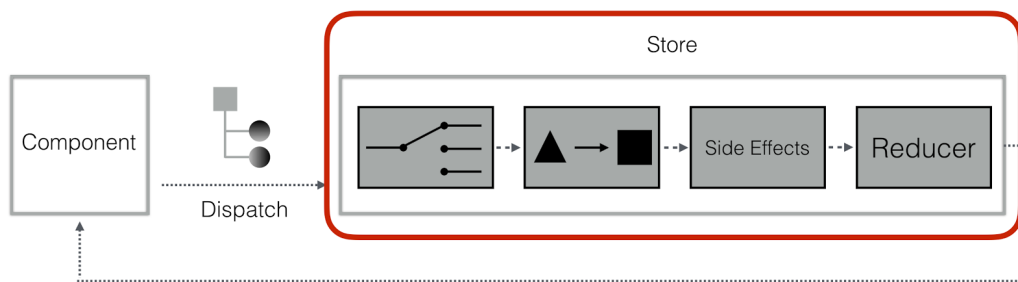 Store
Component
Side Effects
Reducer
Dispatch